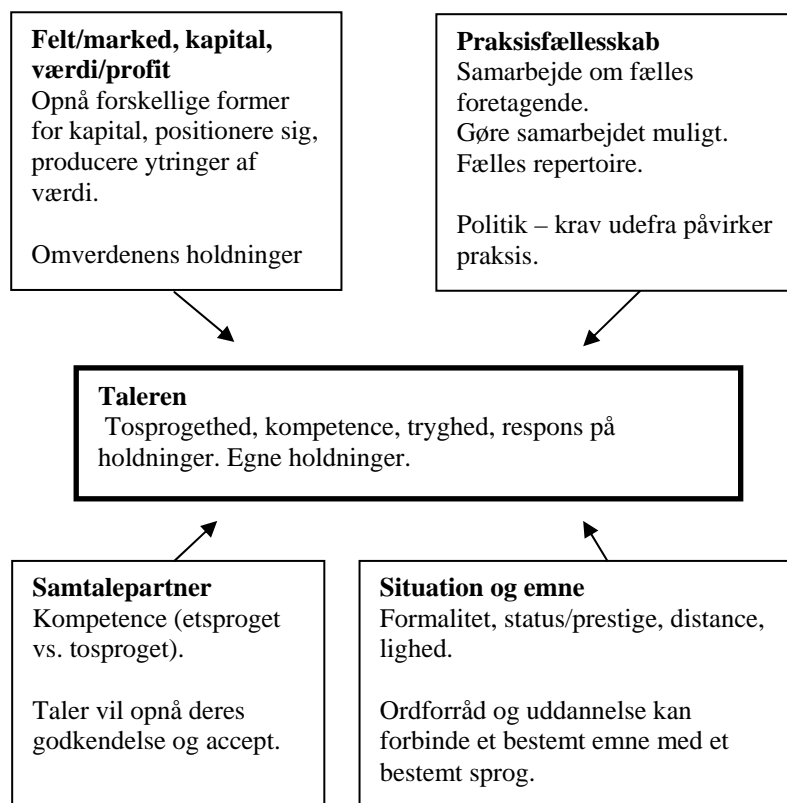 Felt/marked, kapital,
værdi/profit
Opnå forskellige former
for kapital, positionere sig,
producere ytringer af
værdi.
Omverdenens holdninger
Praksisfællesskab
Samarbejde om fælles
foretagende.
Gøre samarbejdet muligt.
Fælles repertoire.
Politik – krav udefra påvirker
praksis.
Taleren
Tosprogethed, kompetence, tryghed, respons på
holdninger. Egne holdninger.
Samtalepartner
Kompetence (etsproget
vs. tosproget).
Taler vil opnå deres
godkendelse og accept.
Situation og emne
Formalitet, status/prestige, distance,
lighed.
Ordforråd og uddannelse kan
forbinde et bestemt emne med et
bestemt sprog.